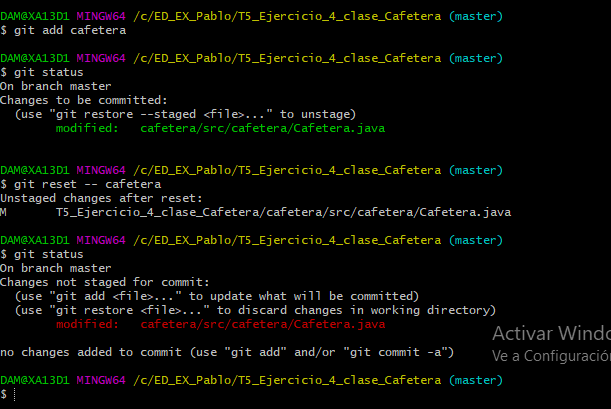 DAM@XA13D1 MINGW64 /c/ED_EX_Pablo/T5_Ejercicio_4_clase_Cafetera (master)
$ git add cafetera
DAM@XA13D1 MINGW64 /c/ED_EX_Pablo/T5_Ejercicio_4_clase_Cafetera (master)
$ git status
On branch master
Changes to be committed:
  (use "git restore --staged <file>..." to unstage)
        modified:   cafetera/src/cafetera/Cafetera.java
DAM@XA13D1 MINGW64 /c/ED_EX_Pablo/T5_Ejercicio_4_clase_Cafetera (master)
$ git reset -- cafetera
Unstaged changes after reset:
M       T5_Ejercicio_4_clase_Cafetera/cafetera/src/cafetera/Cafetera.java
DAM@XA13D1 MINGW64 /c/ED_EX_Pablo/T5_Ejercicio_4_clase_Cafetera (master)
$ git status
On branch master
Changes not staged for commit:
  (use "git add <file>..." to update what will be committed)
  (use "git restore <file>..." to discard changes in working directory)
        modified:   cafetera/src/cafetera/Cafetera.java
Activar Windo
no changes added to commit (use "git add" and/or "git commit -a")
Ve a Configuración
DAM@XA13D1 MINGW64 /c/ED_EX_Pablo/T5_Ejercicio_4_clase_Cafetera (master)
$